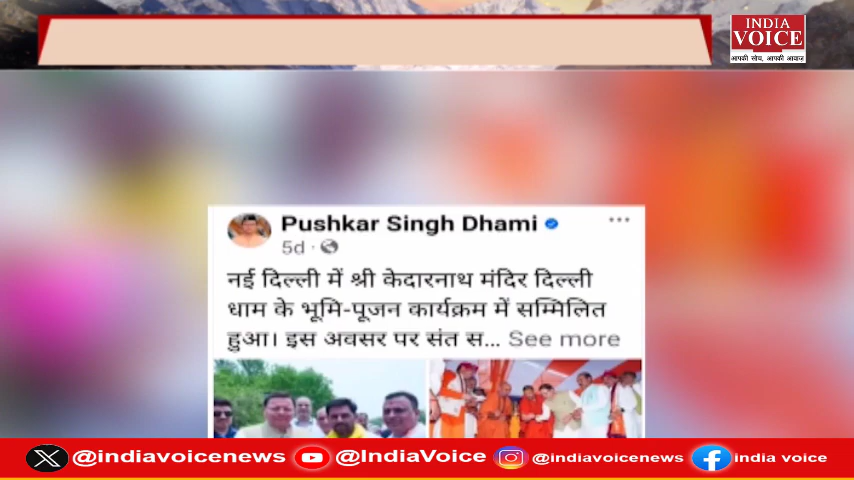 INDIA
VOICE
आपकी सोच, आपकी आवाज़
Pushkar Singh Dhami
5d ·
नई दिल्ली में श्री केदारनाथ मंदिर दिल्ली
धाम के भूमि-पूजन कार्यक्रम में सम्मिलित
हुआ। इस अवसर पर संत स... See more
@indiavoicenews @IndiaVoice @indiavoicenews india voice